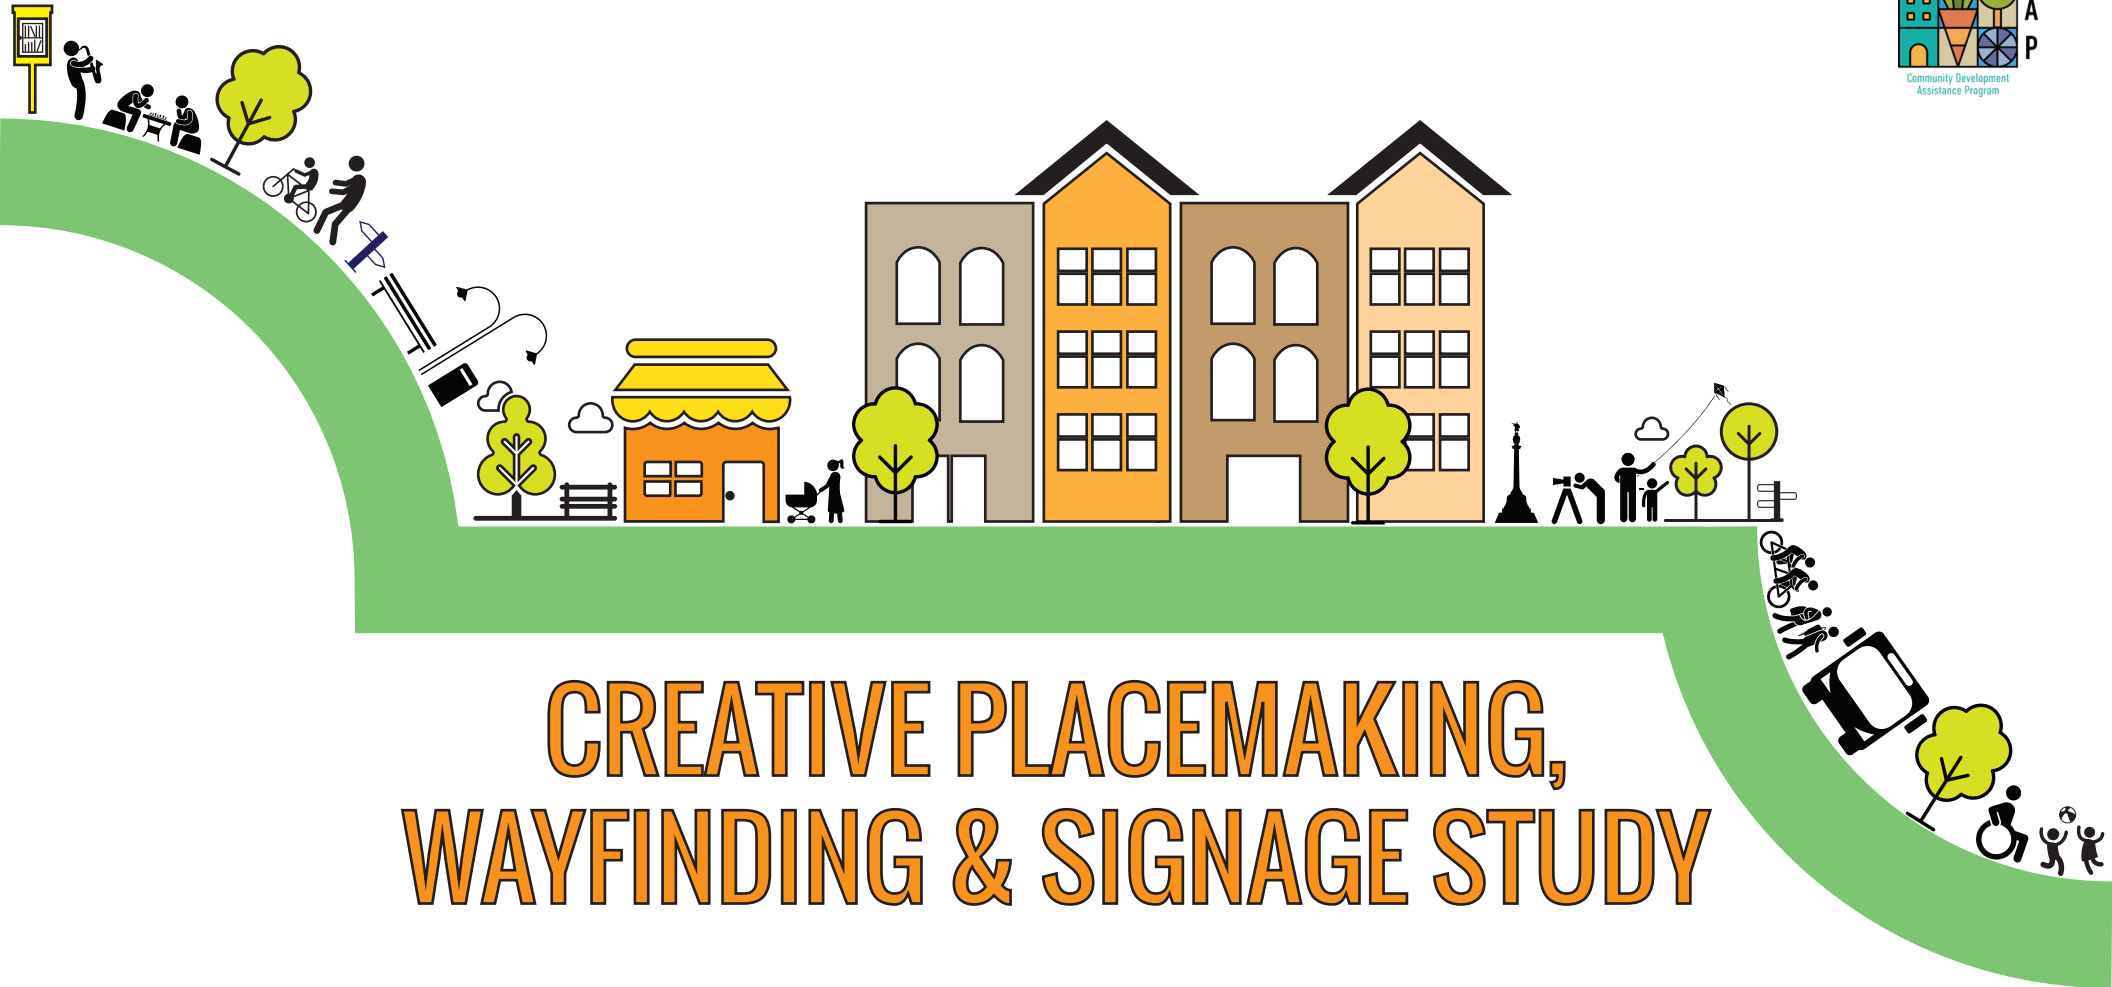 A
P
Community Development
Assistance Program
CREATIVE PLACEMAKING,
WAYFINDING & SIGNAGE STUDY